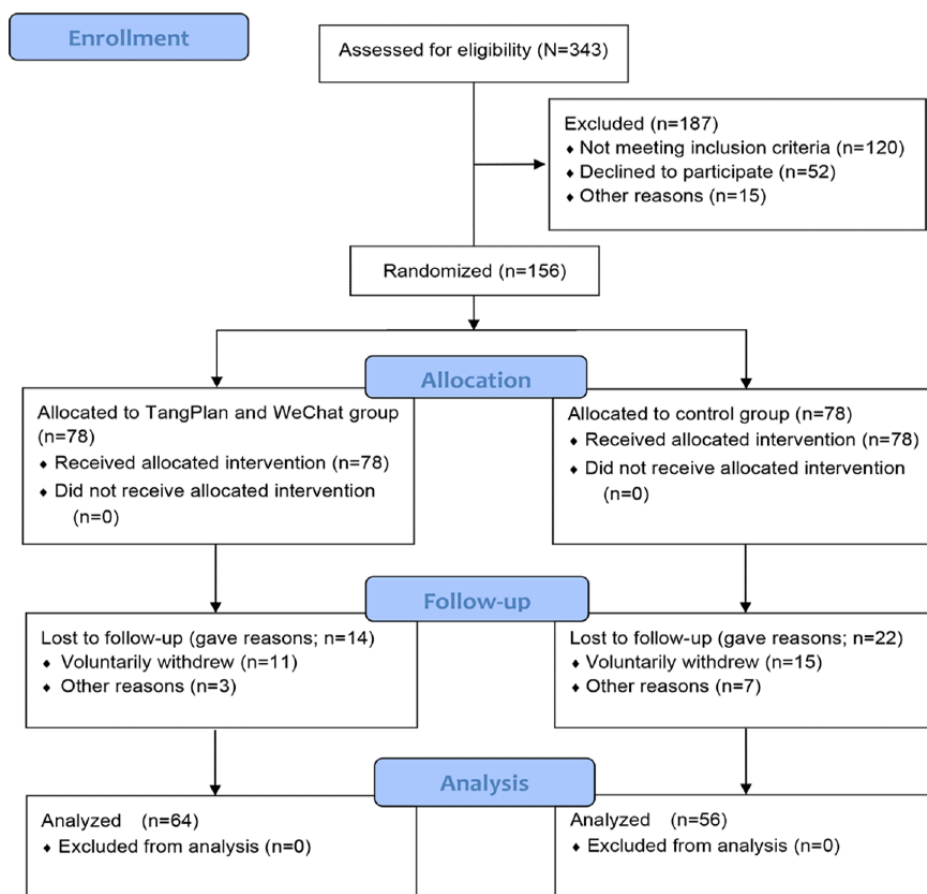 Enrollment
Assessed for eligibility (N=343)
Excluded (n=187)
♦ Not meeting inclusion criteria (n=120)
♦ Declined to participate (n=52)
♦ Other reasons (n=15)
Randomized (n=156)
Allocation
Allocated to TangPlan and WeChat group
(n=78)
♦ Received allocated intervention (n=78)
♦ Did not receive allocated intervention
(n=0)
Allocated to control group (n=78)
♦ Received allocated intervention (n=78)
♦ Did not receive allocated intervention
(n=0)
Follow-up
Lost to follow-up (gave reasons; n=14)
♦ Voluntarily withdrew (n=11)
♦ Other reasons (n=3)
Lost to follow-up (gave reasons; n=22)
♦ Voluntarily withdrew (n=15)
♦ Other reasons (n=7)
Analysis
Analyzed (n=64)
♦ Excluded from analysis (n=0)
Analyzed (n=56)
♦ Excluded from analysis (n=0)